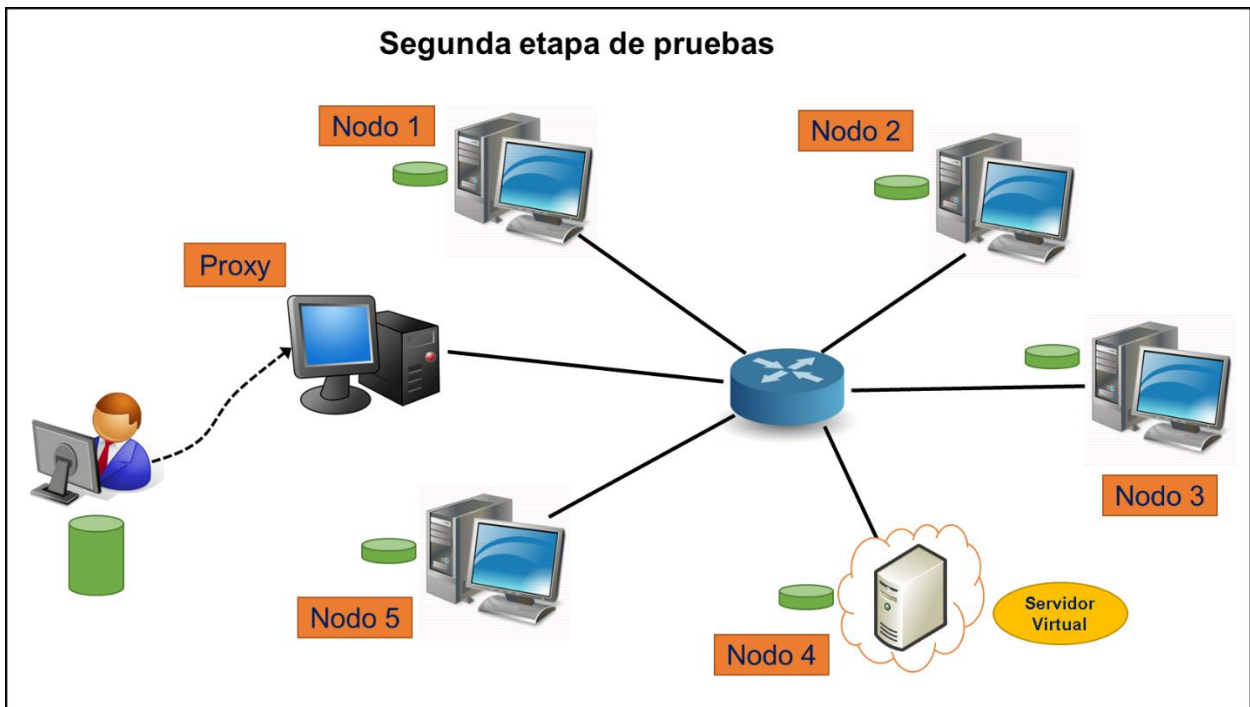 Segunda etapa de pruebas
Nodo 1
Nodo 2
Proxy
Nodo 3
Nodo 5
Servidor
Virtual
Nodo 4